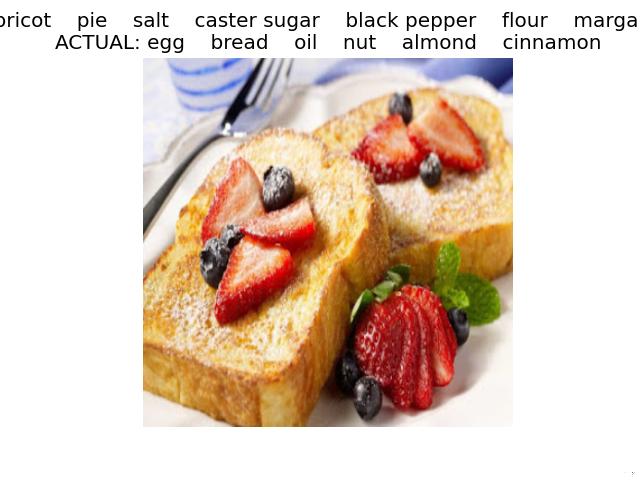 pie salt caster sugar black pepper flour
ACTUAL: egg bread oil nut almond cinnamon